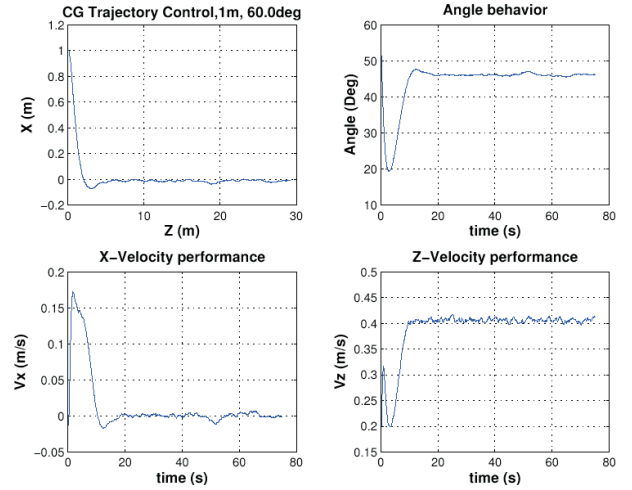 CG Trajectory Control,1m, 60.0deg
X (m)
1.2
1
0.8
0.6
0.4
0.2
0
-0.2
0 10 20 30
Z (m)
Angle behavior
Angle (Deg)
60
50
40
30
20
10
0 20 40 60 80
time (s)
X-Velocity performance
Vx (m/s)
0.2
0.15
0.1
0.05
0
-0.05
0 20 40 60 80
time (s)
Z-Velocity performance
Vz (m/s)
0.5
0.45
0.4
0.35
0.3
0.25
0.2
0.15
0 20 40 60 80
time (s)